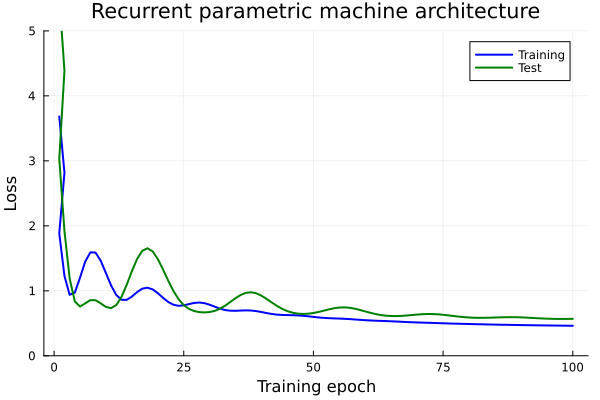 Recurrent parametric machine architecture
Training
Test
Loss
5
4
3
2
1
0
0 25 50 75 100
Training epoch